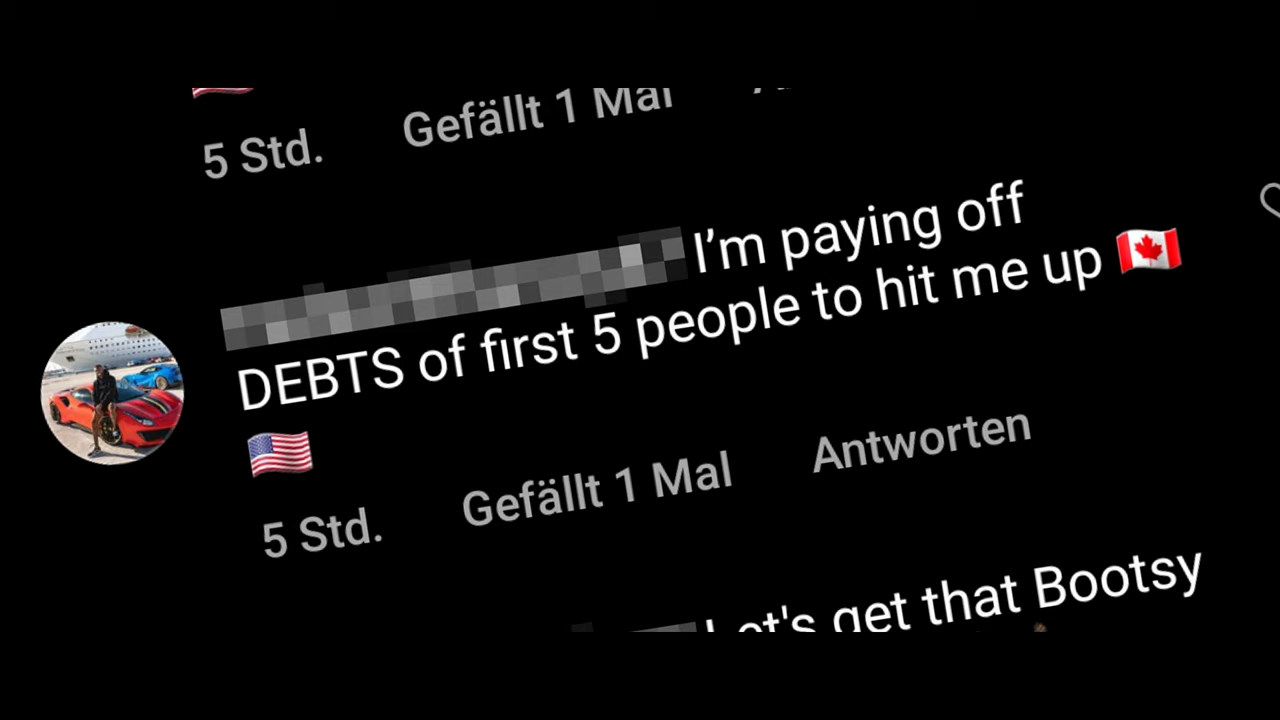 5 Std. Gefällt 1 Mal
I’m paying off
DEBTS of first 5 people to hit me up 🇨🇦
🇺🇸
5 Std. Gefällt 1 Mal Antworten
Let's get that Bootsy